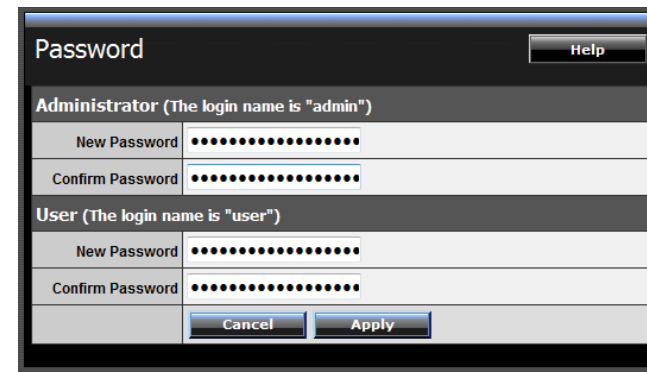 Password
Help
Administrator (The login name is "admin")
New Password ••••••••••••••••••
Confirm Password ••••••••••••••••••
User (The login name is "user")
New Password ••••••••••••••••••
Confirm Password ••••••••••••••••••
Cancel Apply